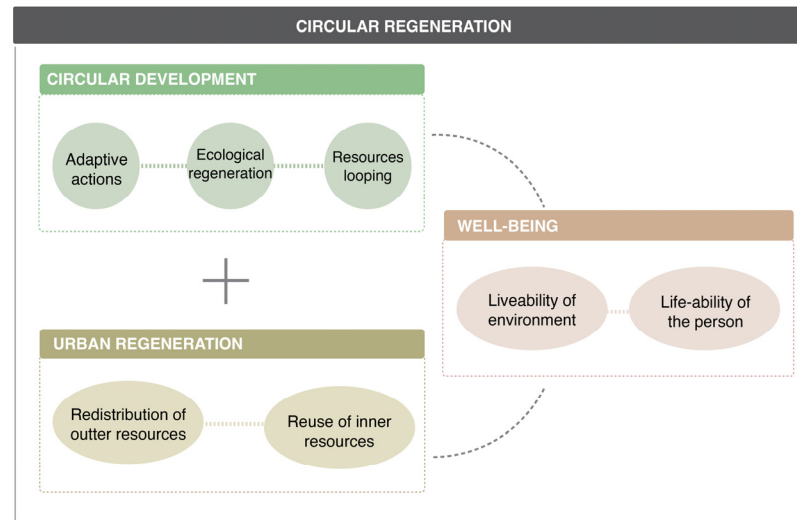 CIRCULAR REGENERATION
CIRCULAR DEVELOPMENT
Adaptive
actions
Ecological
regeneration
Resources
looping
WELL-BEING
Liveability of
environment
Life-ability of
the person
URBAN REGENERATION
Redistribution of
outter resources
Reuse of inner
resources